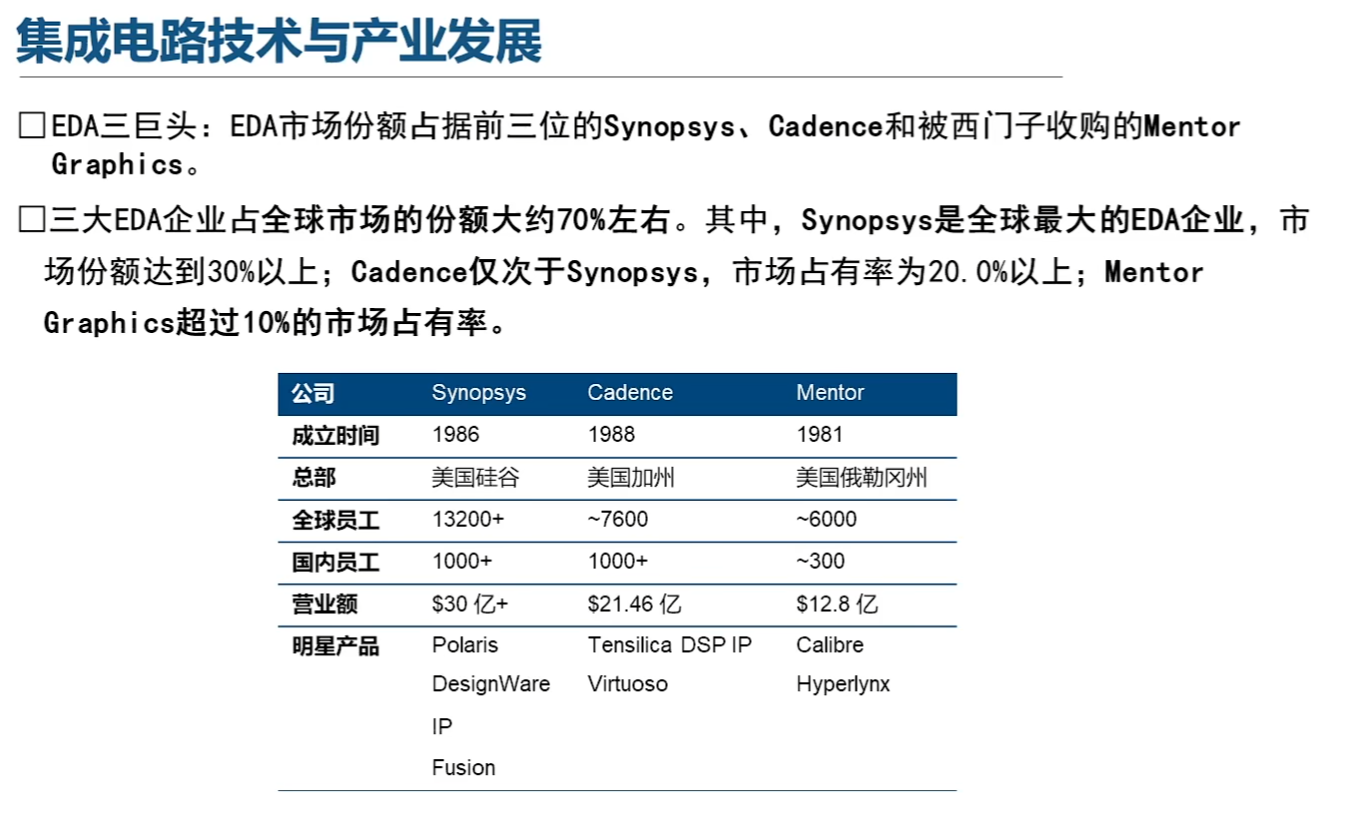 集成电路技术与产业发展
□EDA三巨头：EDA市场份额占据前三位的Synopsys、Cadence和被西门子收购的Mentor
Graphics。
□三大EDA企业占全球市场的份额大约70%左右。其中，Synopsys是全球最大的EDA企业，市
场份额达到30%以上；Cadence仅次于Synopsys，市场占有率为20.0%以上；Mentor
Graphics超过10%的市场占有率。
公司 Synopsys Cadence Mentor
成立时间 1986 1988 1981
总部 美国硅谷 美国加州 美国俄勒冈州
全球员工 13200+ ~7600 ~6000
国内员工 1000+ 1000+ ~300
营业额 $30 亿+ $21.46 亿 $12.8 亿
明星产品 Polaris Tensilica DSP IP Calibre
DesignWare Virtuoso Hyperlynx
IP
Fusion